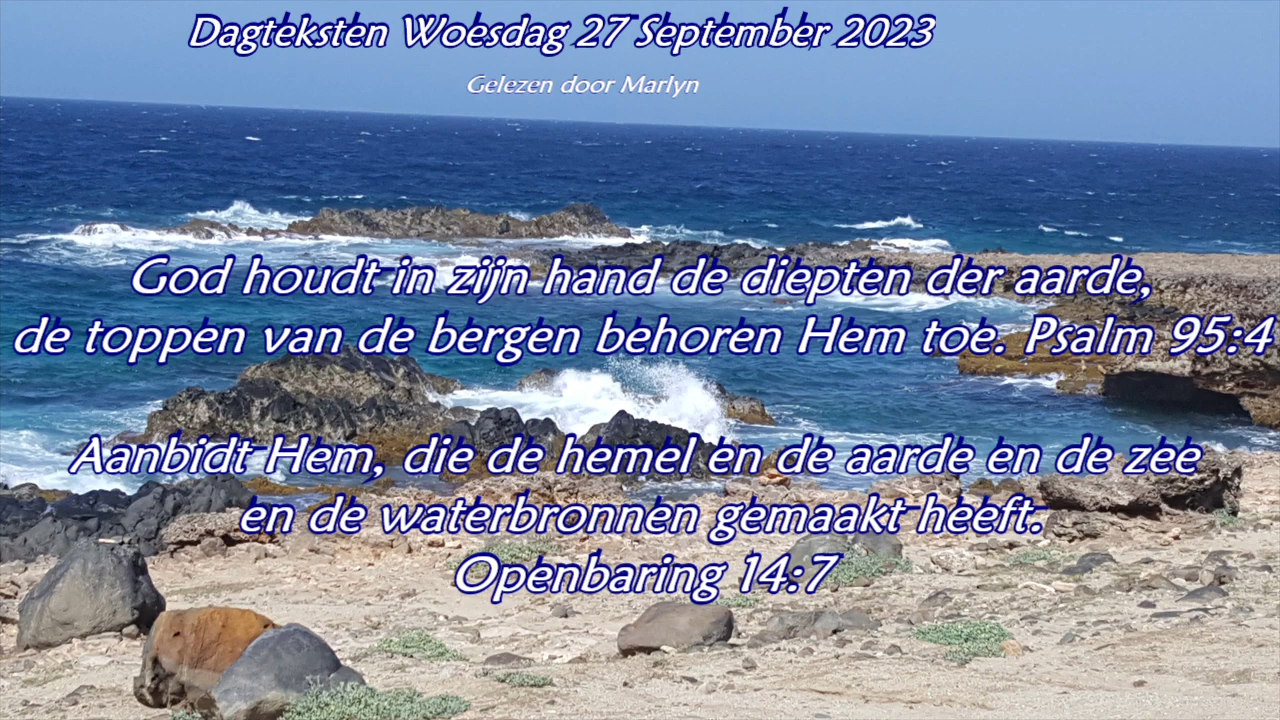 Dagteksten Woesdag 27 September 2023
Gelezen door Marlyn
God houdt in zijn hand de diepten der aarde,
de toppen van de bergen behoren Hem toe. Psalm 95:4
Aanbidt Hem, die de hemel en de aarde en de zee
en de waterbronnen gemaakt heeft.
Openbaring 14:7